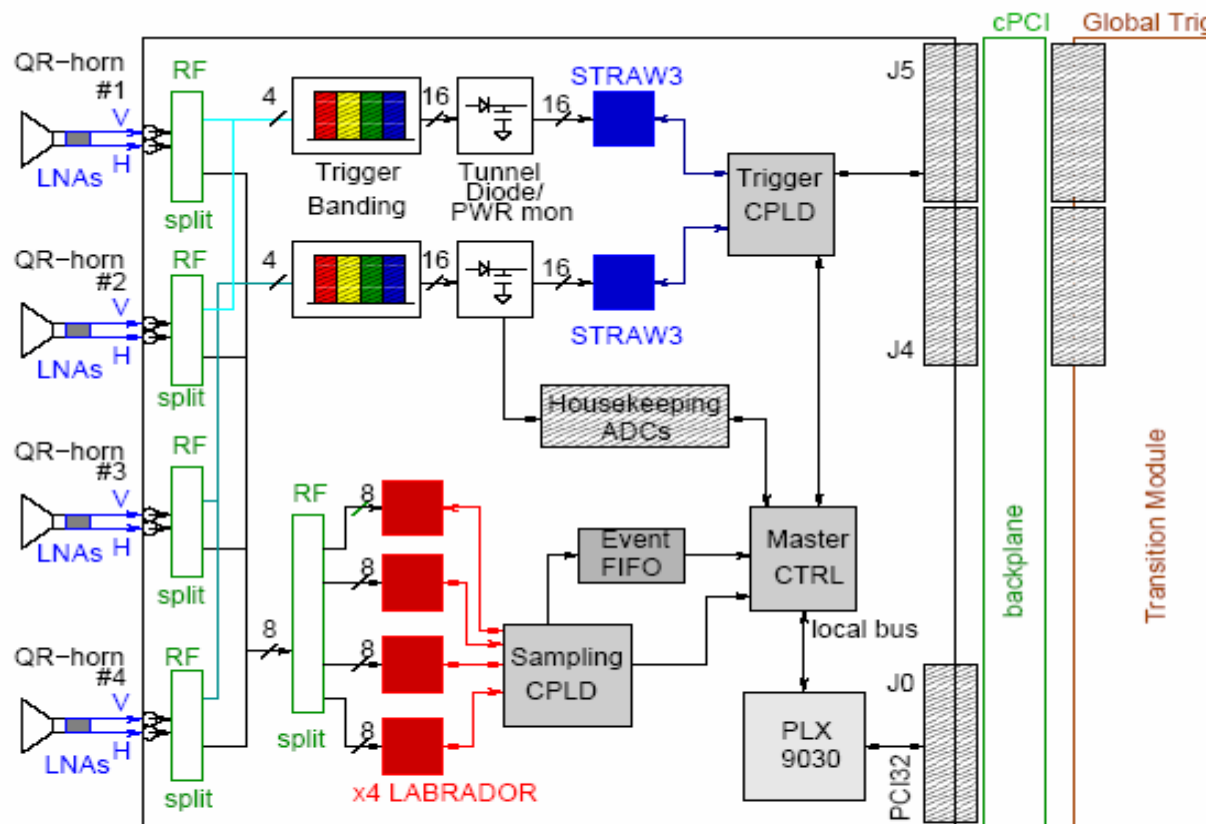 cPCI
Global Trig
QR-horn
#1
RF
V
H
LNAs
split
4
Trigger
Banding
16
Tunnel
Diode/
PWR mon
16
STRAW3
Trigger
CPLD
J5
QR-horn
#2
RF
V
H
LNAs
split
4
16
16
STRAW3
J4
Housekeeping
ADCs
QR-horn
#3
RF
V
H
LNAs
split
RF
8
8
8
8
8
split
x4 LABRADOR
Event
FIFO
Master
CTRL
local bus
Sampling
CPLD
PLX
9030
PCI32
J0
QR-horn
#4
RF
V
H
LNAs
split
backplane
Transition Module